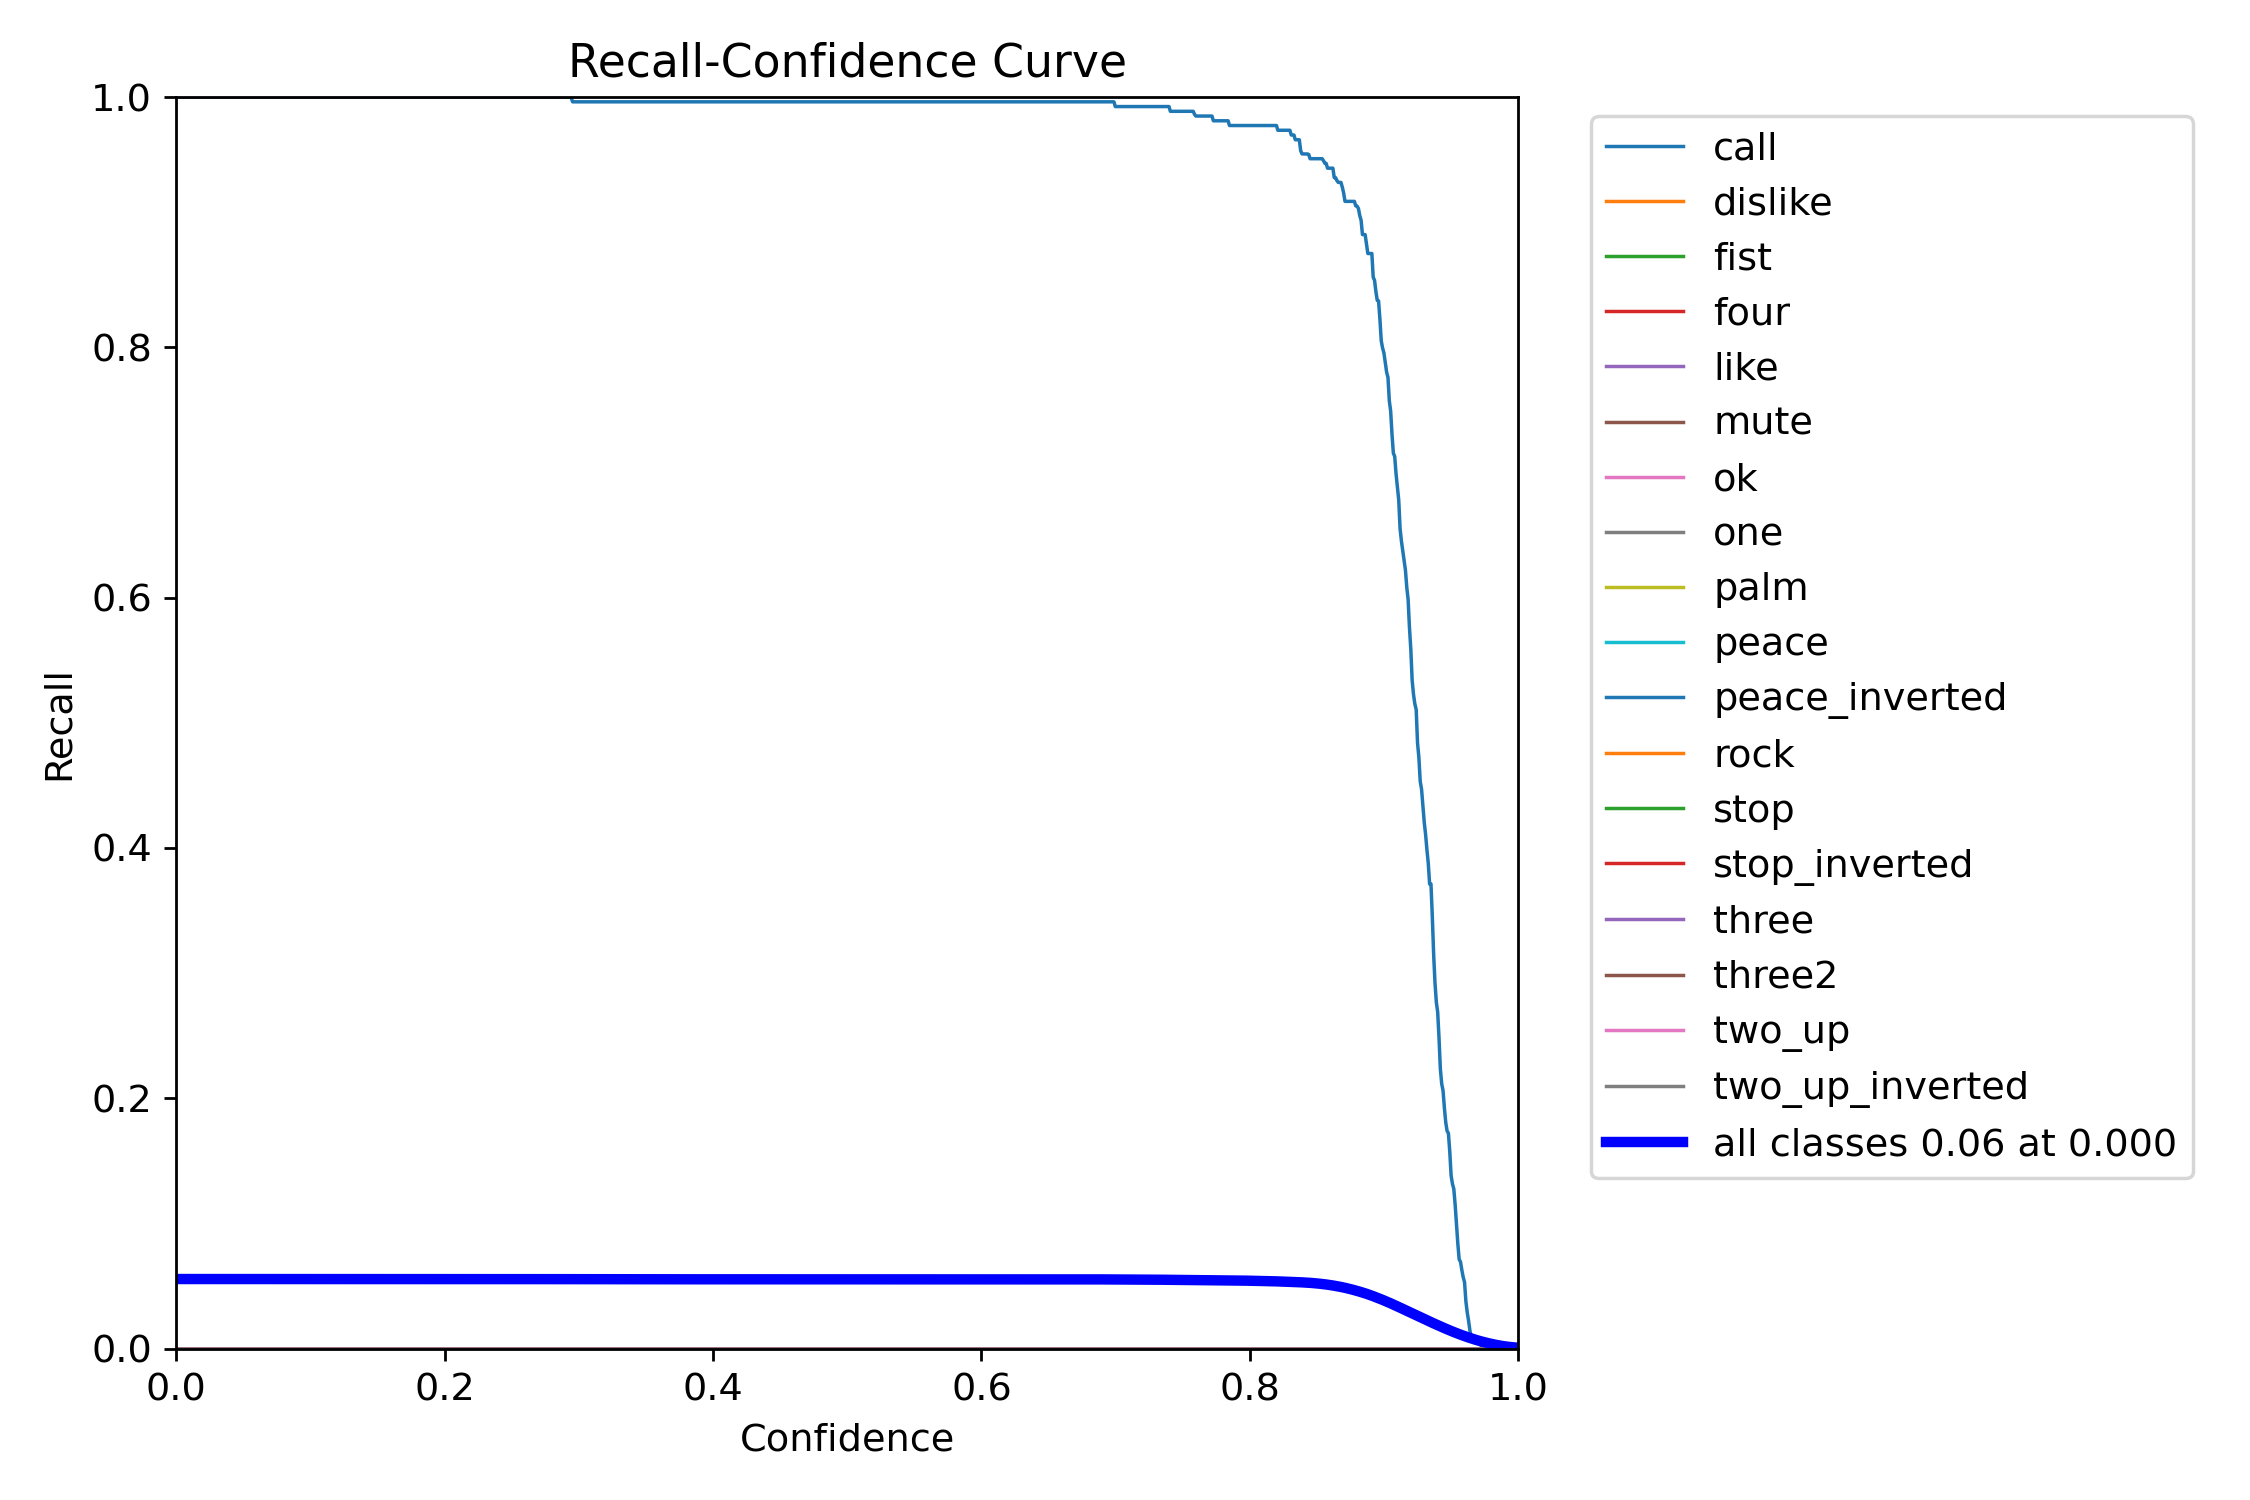 Recall-Confidence Curve
1.0
0.8
0.6
0.4
0.2
0.0
Recall
0.0 0.2 0.4 0.6 0.8 1.0
Confidence
call
dislike
fist
four
like
mute
ok
one
palm
peace
peace_inverted
rock
stop
stop_inverted
three
three2
two_up
two_up_inverted
all classes 0.06 at 0.000